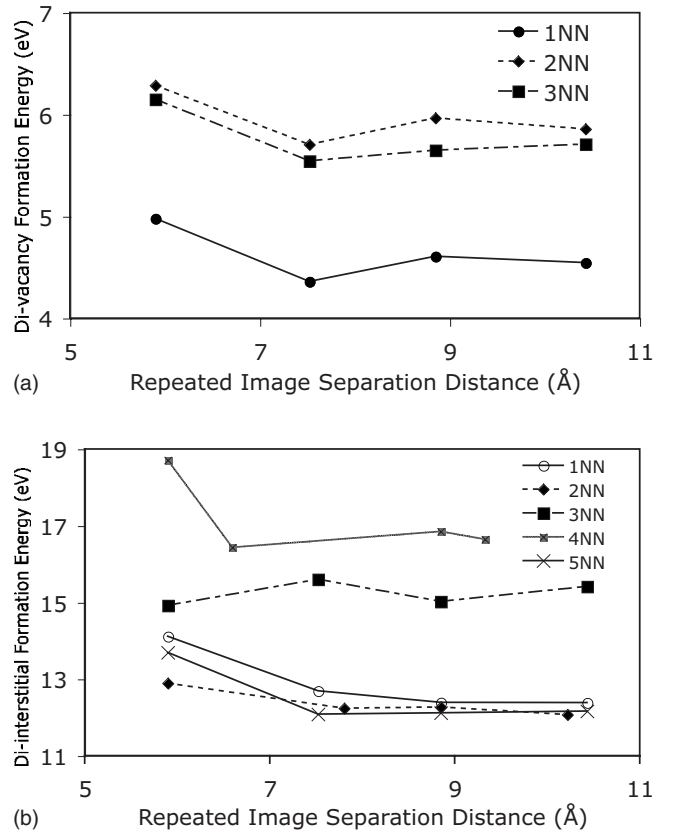 7
6
5
4
Di-vacancy Formation Energy (eV)
1NN
2NN
3NN
5 7 9 11
(a) Repeated Image Separation Distance (Å)
19
17
15
13
11
Di-interstitial Formation Energy (eV)
1NN
2NN
3NN
4NN
5NN
5 7 9 11
(b) Repeated Image Separation Distance (Å)